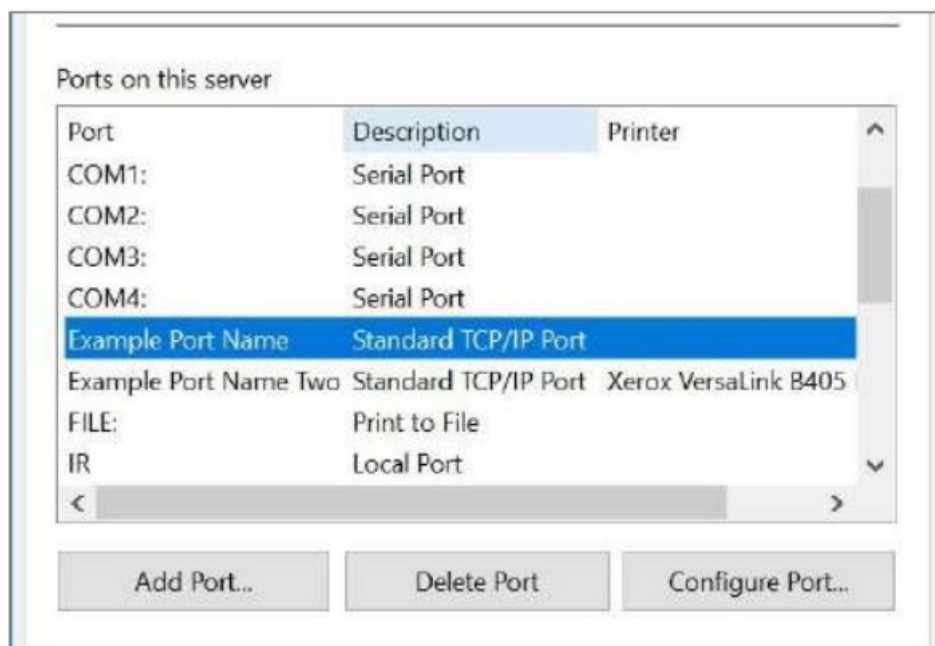 Ports on this server
Port Description Printer
COM1: Serial Port
COM2: Serial Port
COM3: Serial Port
COM4: Serial Port
Example Port Name Standard TCP/IP Port
Example Port Name Two Standard TCP/IP Port Xerox VersaLink B405
FILE: Print to File
IR Local Port
Add Port... Delete Port Configure Port...